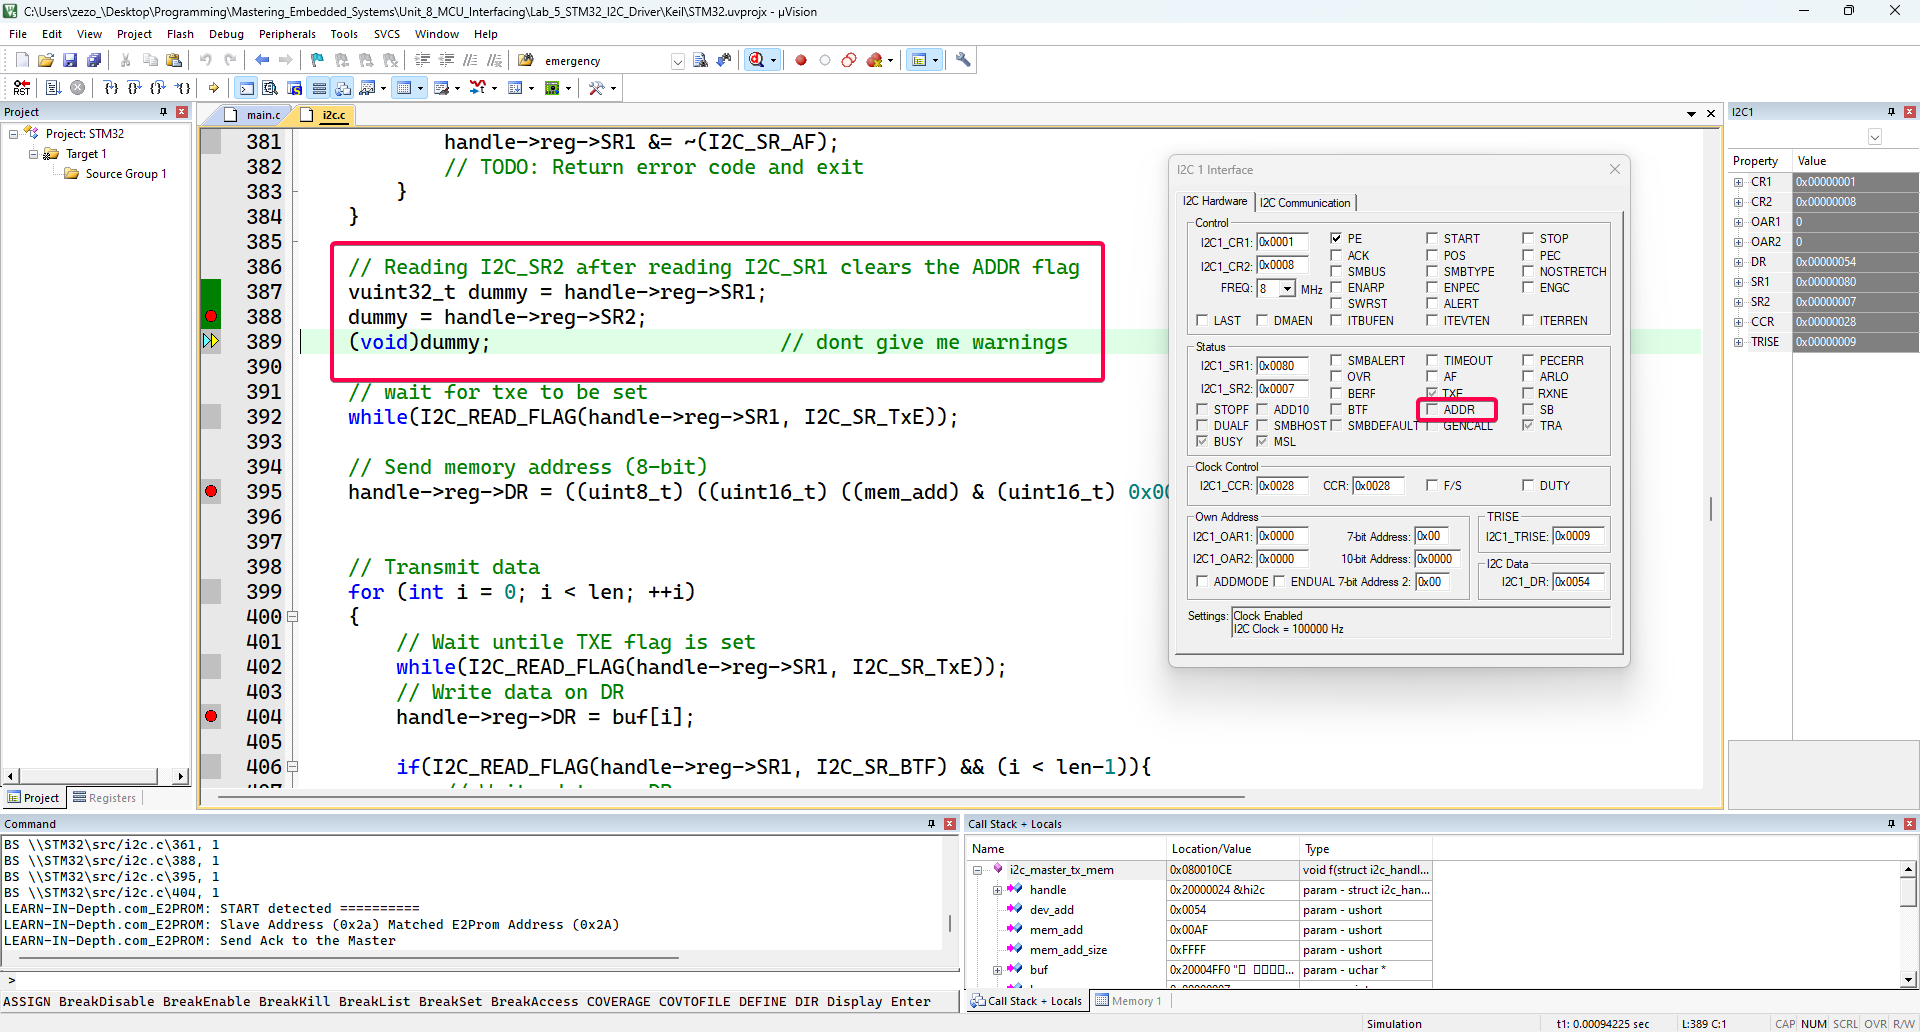 C:\Users\zezo_\Desktop\Programming\Mastering_Embedded_Systems\Unit_8_MCU_Interfacing\Lab_5_STM32_I2C_Driver\Keil\STM32.uvprojx - µVision
File Edit View Project Flash Debug Peripherals Tools SVCS Window Help
emergency
RST
Project
Project: STM32
Target 1
Source Group 1
Project Registers
main.c i2c.c
381 handle->reg->SR1 &= ~(I2C_SR_AF);
382 // TODO: Return error code and exit
383 }
384 }
385
386 // Reading I2C_SR2 after reading I2C_SR1 clears the ADDR flag
387 vuint32_t dummy = handle->reg->SR1;
388 dummy = handle->reg->SR2;
389 (void)dummy; // dont give me warnings
390
391 // wait for txe to be set
392 while(I2C_READ_FLAG(handle->reg->SR1, I2C_SR_TxE));
393
394 // Send memory address (8-bit)
395 handle->reg->DR = ((uint8_t) ((uint16_t) ((mem_add) & (uint16_t) 0x00
396
397
398 // Transmit data
399 for (int i = 0; i < len; ++i)
400 {
401 // Wait untile TXE flag is set
402 while(I2C_READ_FLAG(handle->reg->SR1, I2C_SR_TxE));
403 // Write data on DR
404 handle->reg->DR = buf[i];
405
406 if(I2C_READ_FLAG(handle->reg->SR1, I2C_SR_BTF) && (i < len-1)){
I2C 1 Interface
I2C Hardware I2C Communication
Control
I2C1_CR1: 0x0001 PE START STOP
ACK POS PEC
I2C1_CR2: 0x0008 SMBUS SMBTYPE NOSTRETCH
FREQ: 8 MHz ENARP ENPEC ENGC
SWRST ALERT
LAST DMAEN ITBUFEN ITEVTEN ITERREN
Status
I2C1_SR1: 0x0080 SMBALERT TIMEOUT PECERR
OVR AF ARLO
I2C1_SR2: 0x0007 BERF TXE RXNE
STOPF ADD10 BTF ADDR SB
DUALF SMBHOST SMBDEFAULT GENCALL TRA
BUSY MSL
Clock Control
I2C1_CCR: 0x0028 CCR: 0x0028 F/S DUTY
Own Address
I2C1_OAR1: 0x0000 7-bit Address: 0x00
I2C1_OAR2: 0x0000 10-bit Address: 0x0000
ADDMODE ENDUAL 7-bit Address 2: 0x00
TRISE
I2C1_TRISE: 0x0009
I2C Data
I2C1_DR: 0x0054
Settings: Clock Enabled
I2C Clock = 100000 Hz
I2C1
Property Value
CR1 0x00000001
CR2 0x00000008
OAR1 0
OAR2 0
DR 0x00000054
SR1 0x00000080
SR2 0x00000007
CCR 0x00000028
TRISE 0x00000009
Command
BS \\STM32\src/i2c.c\361, 1
BS \\STM32\src/i2c.c\388, 1
BS \\STM32\src/i2c.c\395, 1
BS \\STM32\src/i2c.c\404, 1
LEARN-IN-Depth.com_E2PROM: START detected ==========
LEARN-IN-Depth.com_E2PROM: Slave Address (0x2a) Matched E2Prom Address (0x2A)
LEARN-IN-Depth.com_E2PROM: Send Ack to the Master
>
ASSIGN BreakDisable BreakEnable BreakKill BreakList BreakSet BreakAccess COVERAGE COVTOFILE DEFINE DIR Display Enter
Call Stack + Locals
Name Location/Value Type
i2c_master_tx_mem 0x080010CE void f(struct i2c_handl...
handle 0x20000024 &hi2c param - struct i2c_han...
dev_add 0x0054 param - ushort
mem_add 0x00AF param - ushort
mem_add_size 0xFFFF param - ushort
buf 0x20004FF0 "... param - uchar *
Call Stack + Locals Memory 1
Simulation t1: 0.00094225 sec L:389 C:1 CAP NUM SCRL OVR R/W